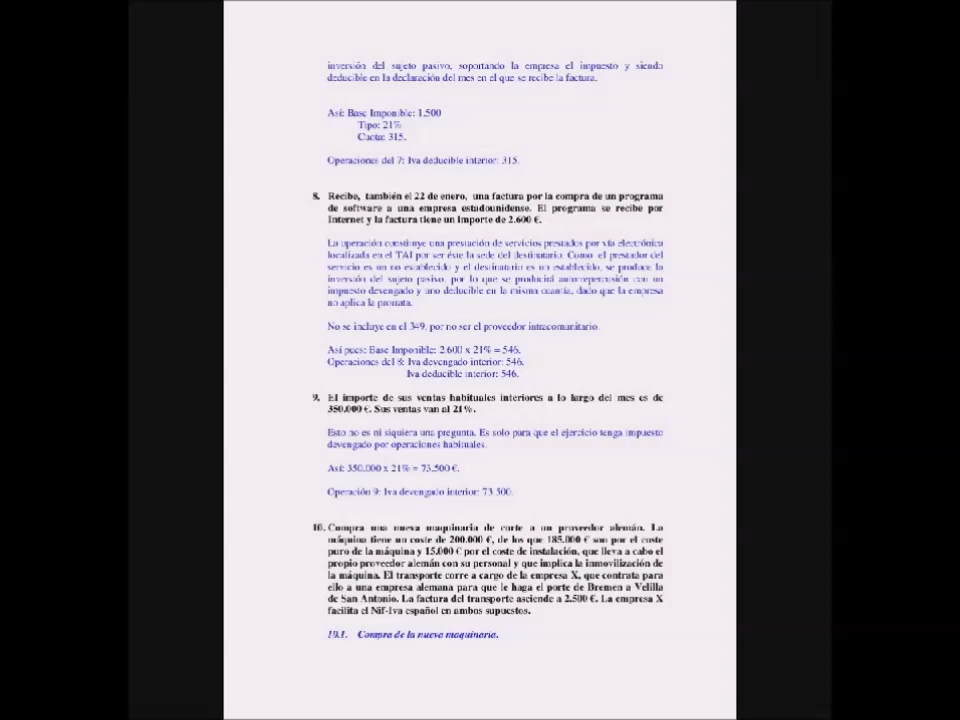 inversión del sujeto pasivo, soportando la empresa el impuesto y siendo
deducible en la declaración del mes en el que se recibe la factura.
Así: Base Imponible: 1.500
Tipo: 21%
Cuota: 315.
Operaciones del 7: Iva deducible interior: 315.
8. Recibe, también el 22 de enero, una factura por la compra de un programa
de software a una empresa estadounidense. El programa se recibe por
Internet y la factura tiene un importe de 2.600 €.
La operación constituye una prestación de servicios prestados por vía electrónica
localizada en el TAI por ser éste la sede del destinatario. Como el prestador del
servicio es un no establecido y el destinatario es un establecido, se produce la
inversión del sujeto pasivo, por lo que se producirá autorrepercusión con un
impuesto devengado y uno deducible en la misma cuantía, dado que la empresa
no aplica la prorrata.
No se incluye en el 349, por no ser el proveedor intracomunitario.
Así pues: Base Imponible: 2.600 x 21% = 546.
Operaciones del 8: Iva devengado interior: 546.
Iva deducible interior: 546.
9. El importe de sus ventas habituales interiores a lo largo del mes es de
350.000 €. Sus ventas van al 21%.
Esto no es ni siquiera una pregunta. Es solo para que el ejercicio tenga impuesto
devengado por operaciones habituales.
Así: 350.000 x 21% = 73.500 €.
Operación 9: Iva devengado interior: 73.500.
10. Compra una nueva maquinaria de corte a un proveedor alemán. La
máquina tiene un coste de 200.000 €, de los que 185.000 € son por el coste
puro de la máquina y 15.000 € por el coste de instalación, que lleva a cabo el
propio proveedor alemán con su personal y que implica la inmovilización de
la máquina. El transporte corre a cargo de la empresa X, que contrata para
ello a una empresa alemana para que le haga el porte de Bremen a Velilla
de San Antonio. La factura del transporte asciende a 2.500 €. La empresa X
facilita el Nif-Iva español en ambos supuestos.
10.1. Compra de la nueva maquinaria.